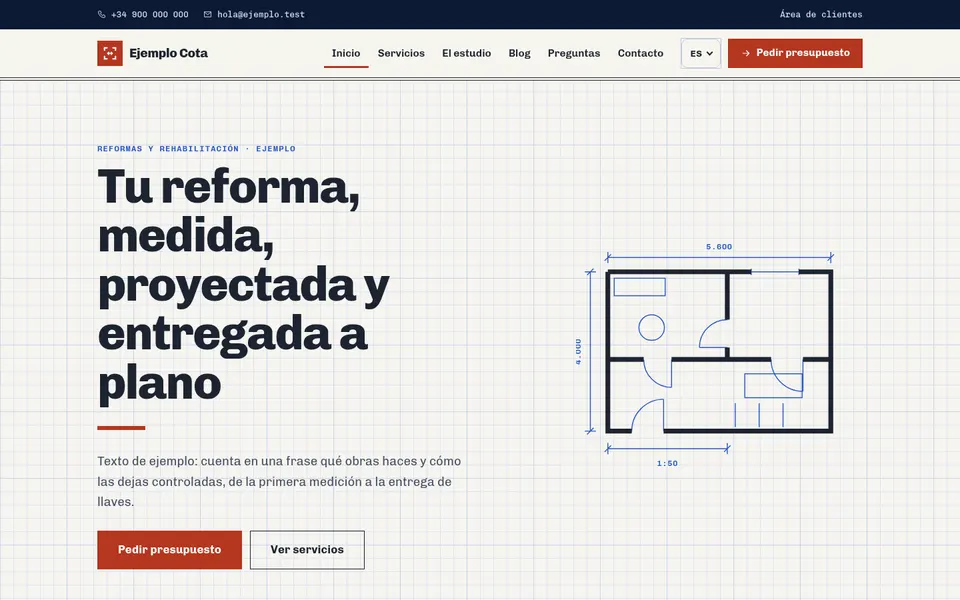 +34 900 000 000
hola@ejemplo.test
Área de clientes
Ejemplo Cota
Inicio
Servicios
El estudio
Blog
Preguntas
Contacto
ES
Pedir presupuesto
REFORMAS Y REHABILITACIÓN · EJEMPLO
Tu reforma,
medida,
proyectada y
entregada a
plano
Texto de ejemplo: cuenta en una frase qué obras haces y cómo
las dejas controladas, de la primera medición a la entrega de
llaves.
Pedir presupuesto
Ver servicios
5.600
4.000
1:50